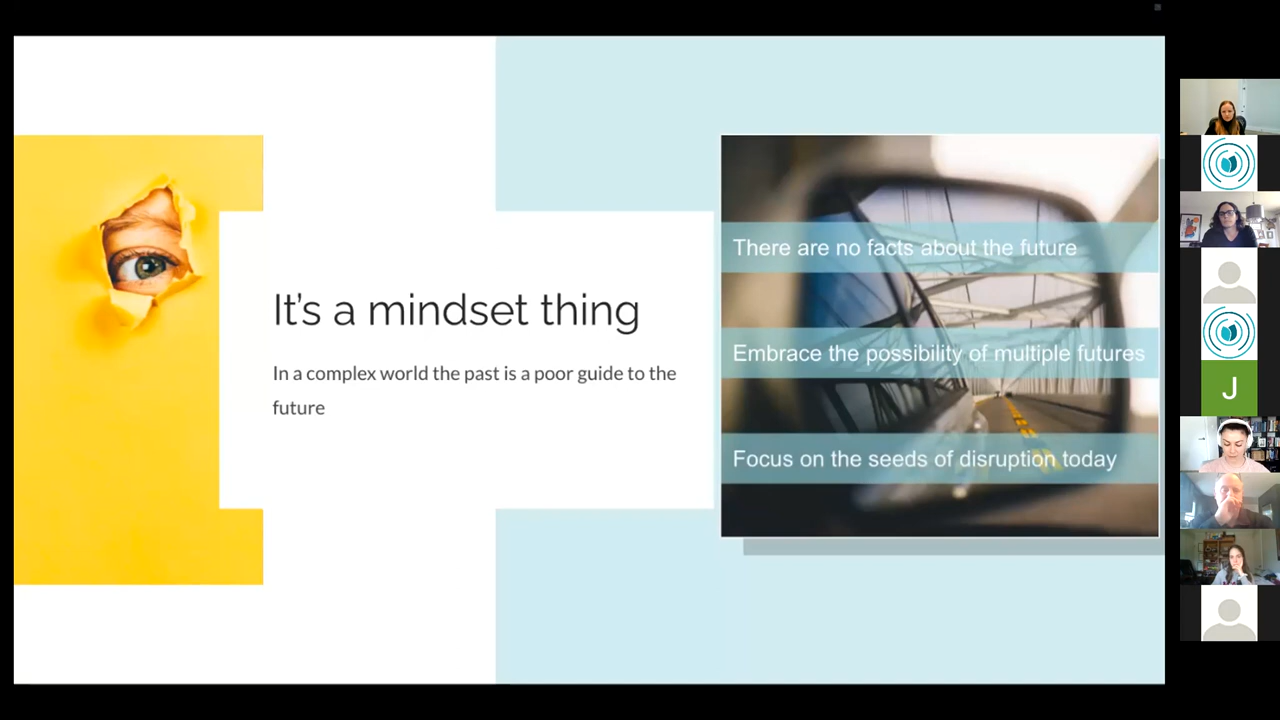 It's a mindset thing
In a complex world the past is a poor guide to the
future
There are no facts about the future
Embrace the possibility of multiple futures
Focus on the seeds of disruption today
J